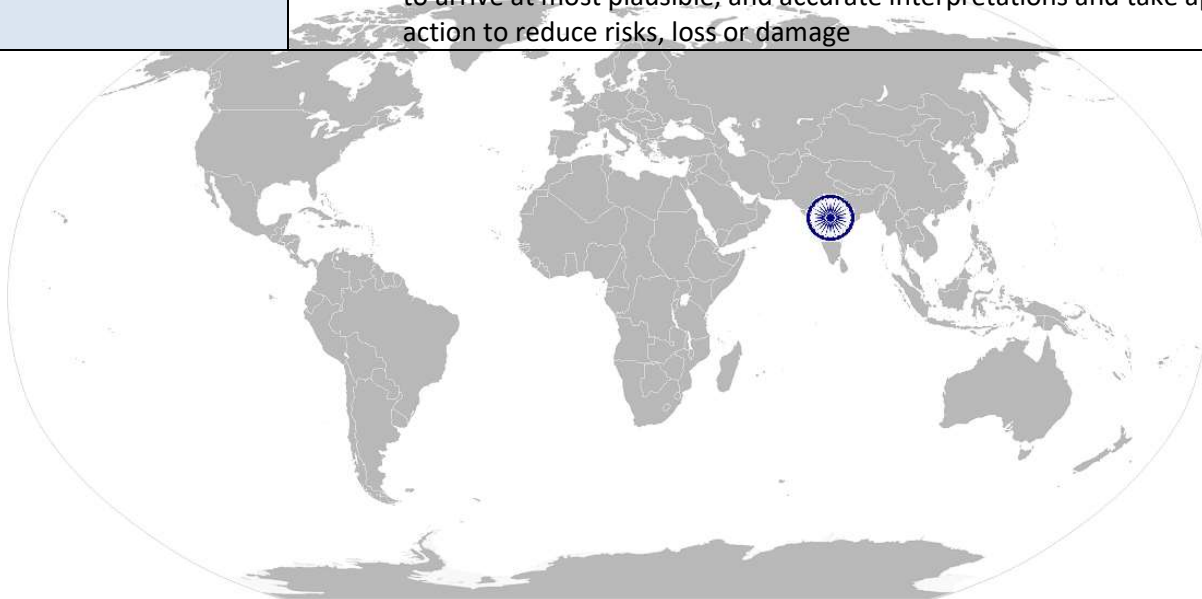 to arrive at most plausible, and accurate interpretations and take
action to reduce risks, loss or damage